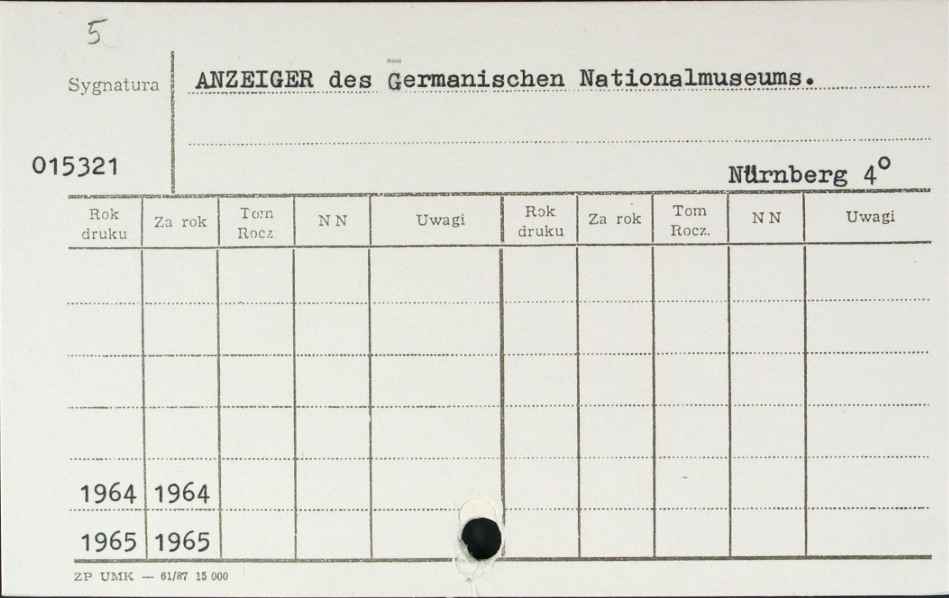 5
Sygnatura ANZEIGER des Germanischen Nationalmuseums.
015321
Nürnberg 4º
Rok druku Za rok Tom Rocz. N N Uwagi Rok druku Za rok Tom Rocz. N N Uwagi
1964 1964
1965 1965
ZP UMK — 61/87 15 000